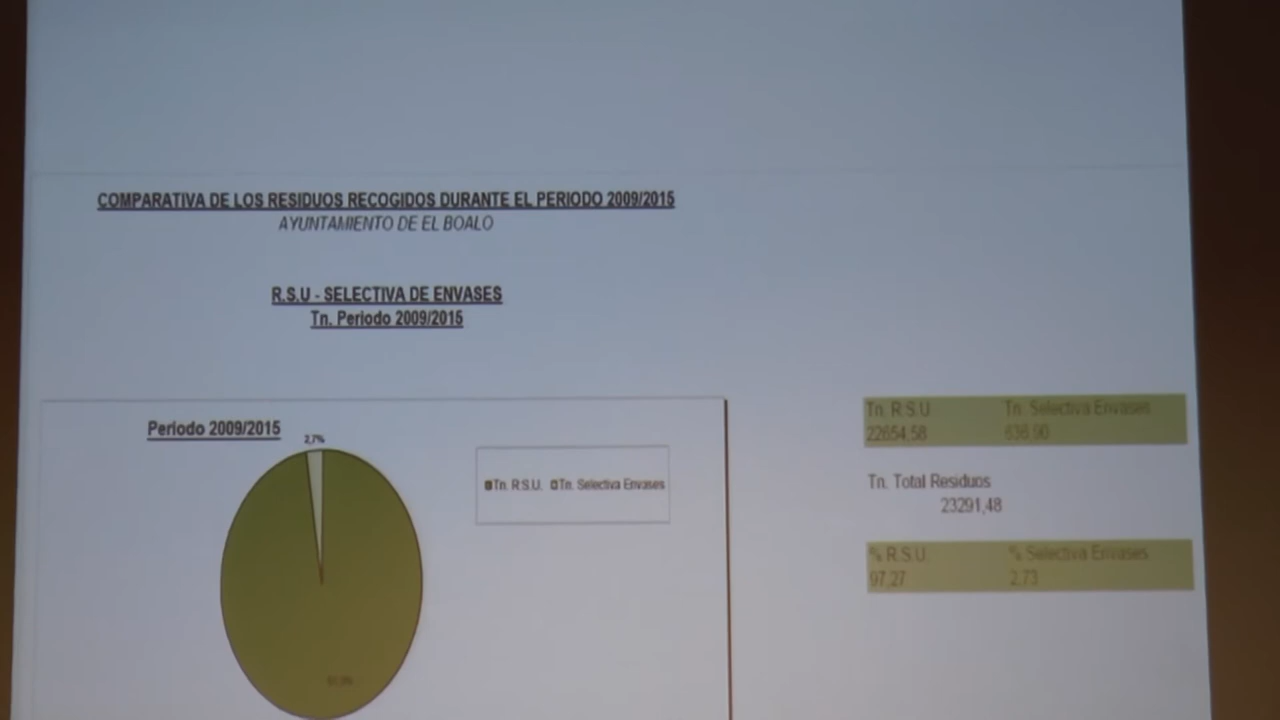 COMPARATIVA DE LOS RESIDUOS RECOGIDOS DURANTE EL PERIODO 2009/2015
AYUNTAMIENTO DE EL BOALO
R.S.U - SELECTIVA DE ENVASES
Tn. Periodo 2009/2015
Periodo 2009/2015
2,7%
Tn. R.S.U. Tn. Selectiva Envases
Tn. R.S.U Tn. Selectiva Envases
22654,58 636,90
Tn. Total Residuos
23291,48
% R.S.U. % Selectiva Envases
97,27 2,73